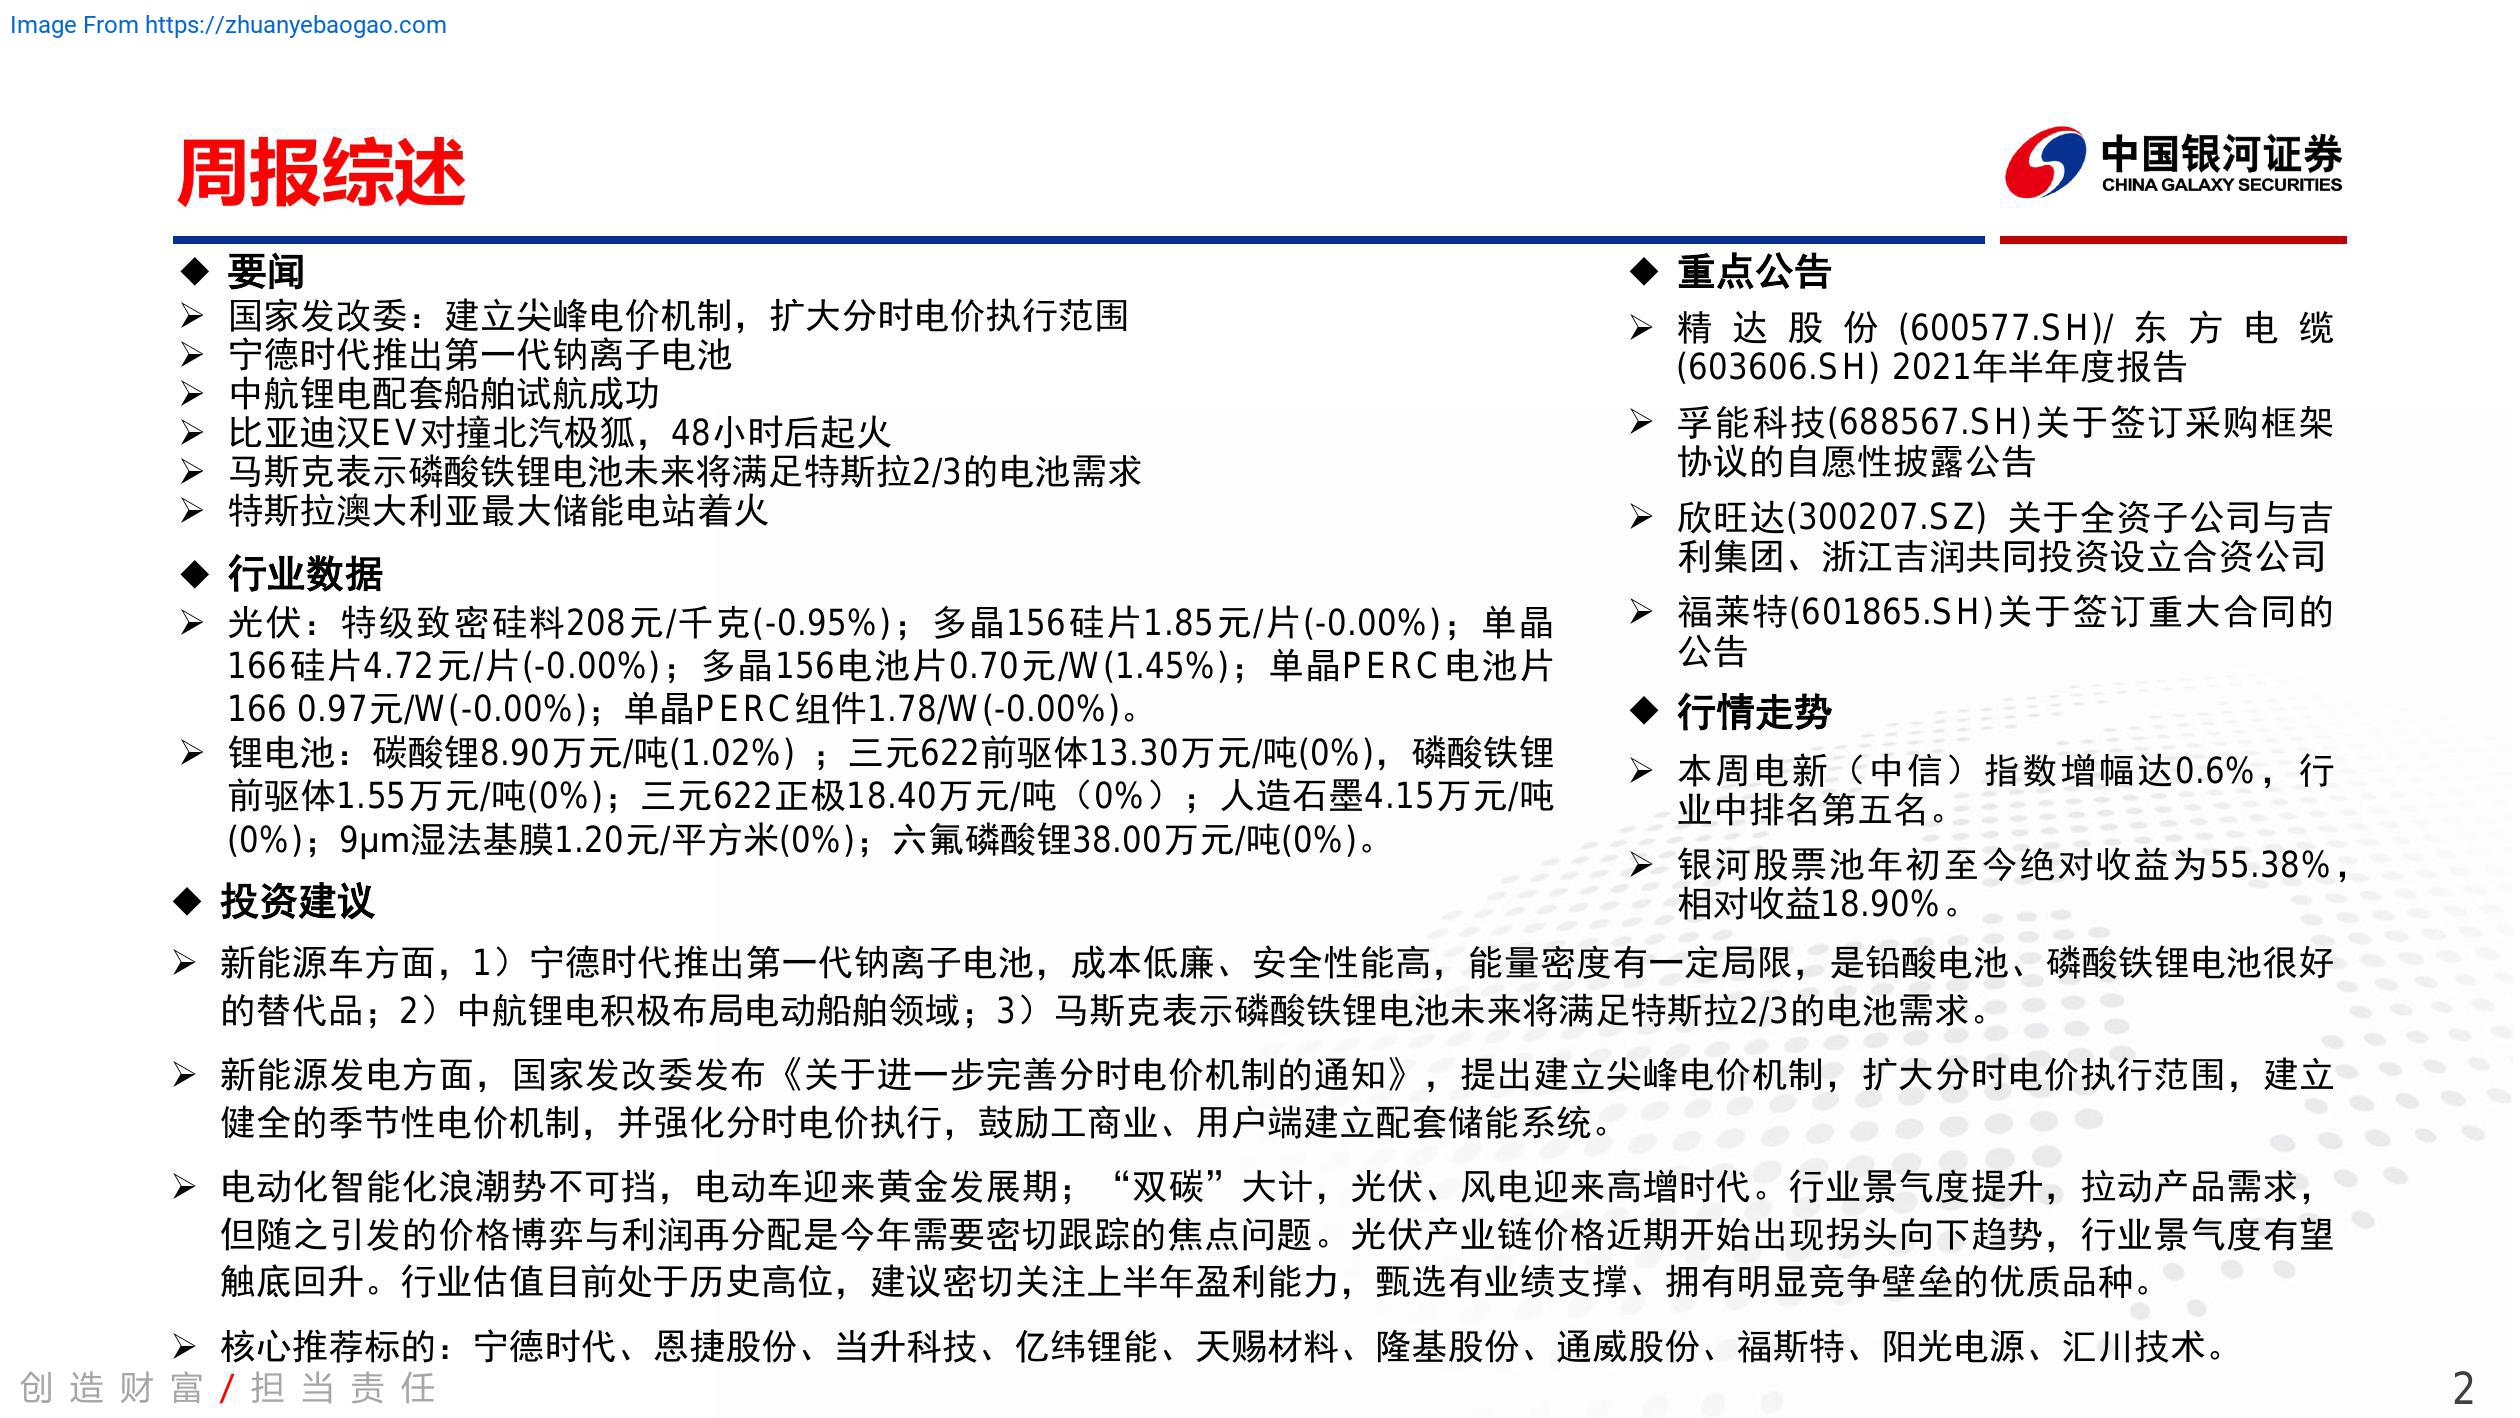 Image From https://zhuanyebaogao.com
周报综述
中国银河证券
CHINA GALAXY SECURITIES
◆ 要闻
➢ 国家发改委：建立尖峰电价机制，扩大分时电价执行范围
➢ 宁德时代推出第一代钠离子电池
➢ 中航锂电配套船舶试航成功
➢ 比亚迪汉EV对撞北汽极狐，48小时后起火
➢ 马斯克表示磷酸铁锂电池未来将满足特斯拉2/3的电池需求
➢ 特斯拉澳大利亚最大储能电站着火
◆ 行业数据
➢ 光伏：特级致密硅料208元/千克(-0.95%)；多晶156硅片1.85元/片(-0.00%)；单晶
166硅片4.72元/片(-0.00%)；多晶156电池片0.70元/W(1.45%)；单晶PERC电池片
166 0.97元/W(-0.00%)；单晶PERC组件1.78/W(-0.00%)。
➢ 锂电池：碳酸锂8.90万元/吨(1.02%) ；三元622前驱体13.30万元/吨(0%)，磷酸铁锂
前驱体1.55万元/吨(0%)；三元622正极18.40万元/吨（0%）；人造石墨4.15万元/吨
(0%)；9μm湿法基膜1.20元/平方米(0%)；六氟磷酸锂38.00万元/吨(0%)。
◆ 重点公告
➢ 精达股份(600577.SH)/东方电缆
(603606.SH) 2021年半年度报告
➢ 孚能科技(688567.SH)关于签订采购框架
协议的自愿性披露公告
➢ 欣旺达(300207.SZ) 关于全资子公司与吉
利集团、浙江吉润共同投资设立合资公司
➢ 福莱特(601865.SH)关于签订重大合同的
公告
◆ 行情走势
➢ 本周电新（中信）指数增幅达0.6%，行
业中排名第五名。
➢ 银河股票池年初至今绝对收益为55.38%，
相对收益18.90%。
◆ 投资建议
➢ 新能源车方面，1）宁德时代推出第一代钠离子电池，成本低廉、安全性能高，能量密度有一定局限，是铅酸电池、磷酸铁锂电池很好
的替代品；2）中航锂电积极布局电动船舶领域；3）马斯克表示磷酸铁锂电池未来将满足特斯拉2/3的电池需求。
➢ 新能源发电方面，国家发改委发布《关于进一步完善分时电价机制的通知》，提出建立尖峰电价机制，扩大分时电价执行范围，建立
健全的季节性电价机制，并强化分时电价执行，鼓励工商业、用户端建立配套储能系统。
➢ 电动化智能化浪潮势不可挡，电动车迎来黄金发展期；“双碳”大计，光伏、风电迎来高增时代。行业景气度提升，拉动产品需求，
但随之引发的价格博弈与利润再分配是今年需要密切跟踪的焦点问题。光伏产业链价格近期开始出现拐头向下趋势，行业景气度有望
触底回升。行业估值目前处于历史高位，建议密切关注上半年盈利能力，甄选有业绩支撑、拥有明显竞争壁垒的优质品种。
➢ 核心推荐标的：宁德时代、恩捷股份、当升科技、亿纬锂能、天赐材料、隆基股份、通威股份、福斯特、阳光电源、汇川技术。
创造财富/担当责任
2